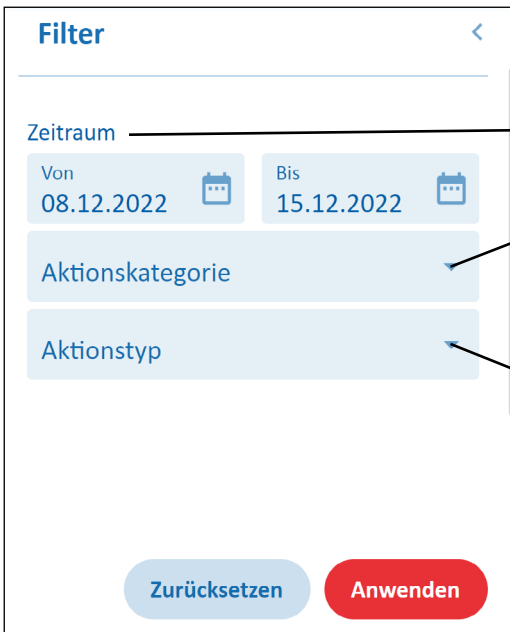 Filter
Zeitraum
Von Bis
08.12.2022 15.12.2022
Aktionskategorie
Aktionstyp
Zurücksetzen Anwenden